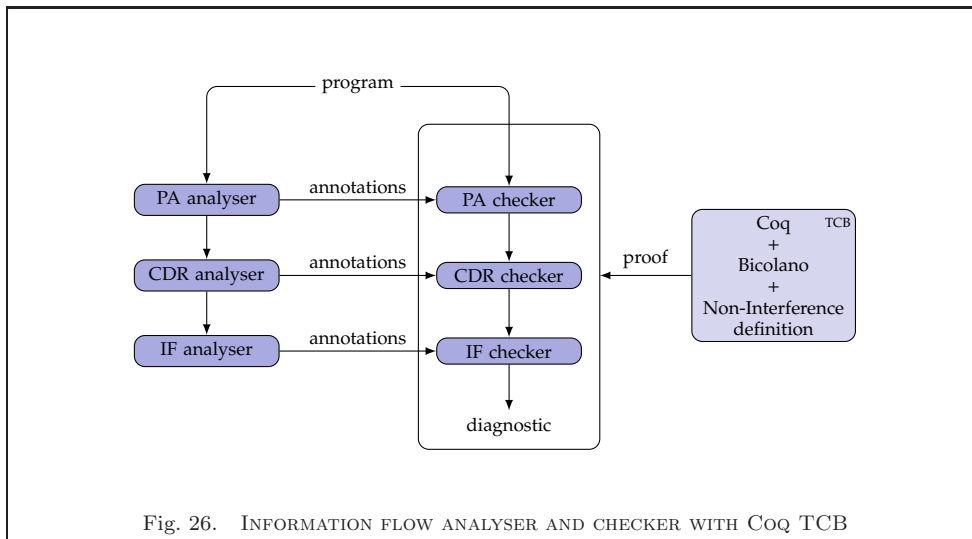 program
PA analyser
annotations
PA checker
CDR analyser
annotations
CDR checker
IF analyser
annotations
IF checker
diagnostic
proof
Coq
TCB
+
Bicolano
+
Non-Interference
definition
Fig. 26. INFORMATION FLOW ANALYSER AND CHECKER WITH COQ TCB